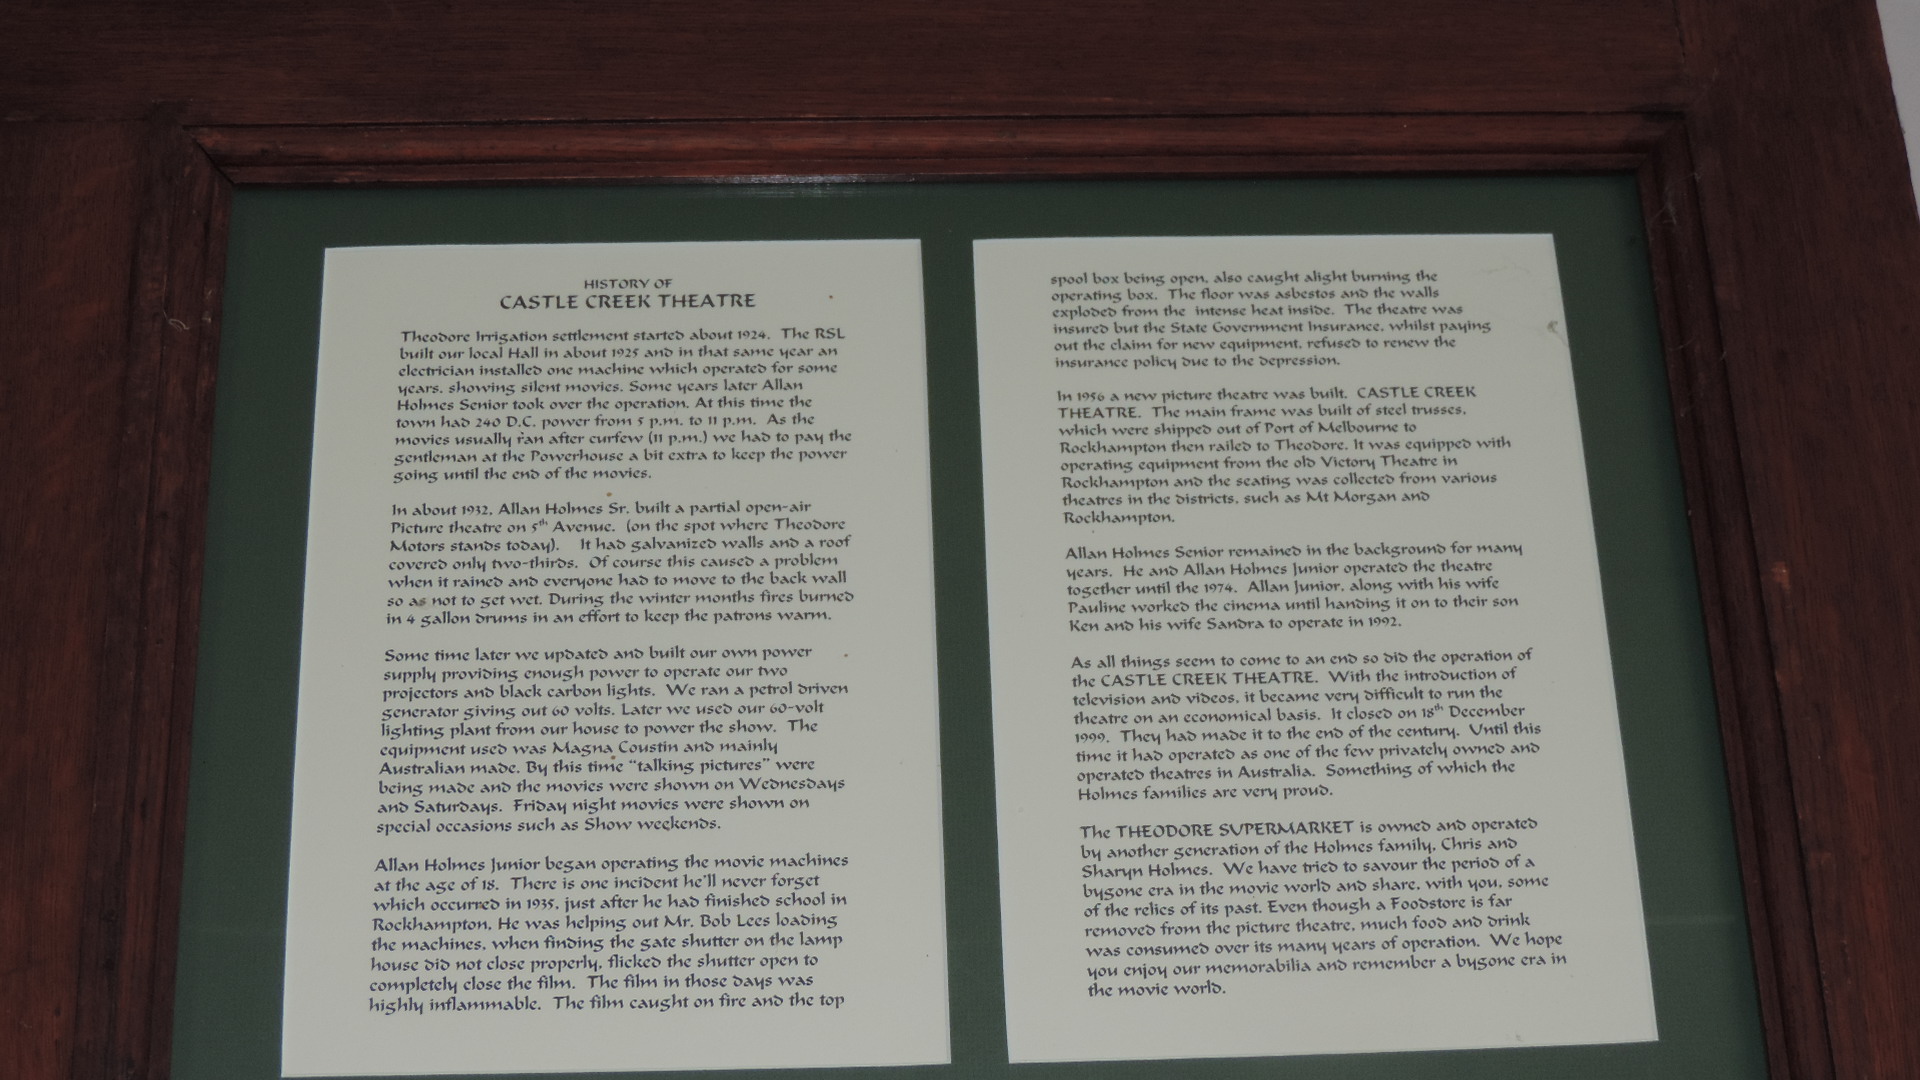 HISTORY OF
CASTLE CREEK THEATRE
Theodore Irrigation settlement started about 1924. The RSL
built our local Hall in about 1925 and in that same year an
electrician installed one machine which operated for some
years, showing silent movies. Some years later Allan
Holmes Senior took over the operation. At this time the
town had 240 D.C. power from 5 p.m. to 11 p.m. As the
movies usually ran after curfew (11 p.m.) we had to pay the
gentleman at the Powerhouse a bit extra to keep the power
going until the end of the movies.
In about 1932, Allan Holmes Sr. built a partial open-air
Picture theatre on 5th Avenue. (on the spot where Theodore
Motors stands today). It had galvanized walls and a roof
covered only two-thirds. Of course this caused a problem
when it rained and everyone had to move to the back wall
so as not to get wet. During the winter months fires burned
in 4 gallon drums in an effort to keep the patrons warm.
Some time later we updated and built our own power
supply providing enough power to operate our two
projectors and black carbon lights. We ran a petrol driven
generator giving out 60 volts. Later we used our 60-volt
lighting plant from our house to power the show. The
equipment used was Magna Coustin and mainly
Australian made. By this time "talking pictures" were
being made and the movies were shown on Wednesdays
and Saturdays. Friday night movies were shown on
special occasions such as Show weekends.
Allan Holmes Junior began operating the movie machines
at the age of 18. There is one incident he'll never forget
which occurred in 1935, just after he had finished school in
Rockhampton. He was helping out Mr. Bob Lees loading
the machines, when finding the gate shutter on the lamp
house did not close properly, flicked the shutter open to
completely close the film. The film in those days was
highly inflammable. The film caught on fire and the top
spool box being open, also caught alight burning the
operating box. The floor was asbestos and the walls
exploded from the intense heat inside. The theatre was
insured but the State Government Insurance, whilst paying
out the claim for new equipment, refused to renew the
insurance policy due to the depression.
In 1956 a new picture theatre was built. CASTLE CREEK
THEATRE. The main frame was built of steel trusses,
which were shipped out of Port of Melbourne to
Rockhampton then railed to Theodore. It was equipped with
operating equipment from the old Victory Theatre in
Rockhampton and the seating was collected from various
theatres in the districts, such as Mt Morgan and
Rockhampton.
Allan Holmes Senior remained in the background for many
years. He and Allan Holmes Junior operated the theatre
together until the 1974. Allan Junior, along with his wife
Pauline worked the cinema until handing it on to their son
Ken and his wife Sandra to operate in 1992.
As all things seem to come to an end so did the operation of
the CASTLE CREEK THEATRE. With the introduction of
television and videos, it became very difficult to run the
theatre on an economical basis. It closed on 18th December
1999. They had made it to the end of the century. Until this
time it had operated as one of the few privately owned and
operated theatres in Australia. Something of which the
Holmes families are very proud.
The THEODORE SUPERMARKET is owned and operated
by another generation of the Holmes family, Chris and
Sharyn Holmes. We have tried to savour the period of a
bygone era in the movie world and share, with you, some
of the relics of its past. Even though a Foodstore is far
removed from the picture theatre, much food and drink
was consumed over its many years of operation. We hope
you enjoy our memorabilia and remember a bygone era in
the movie world.